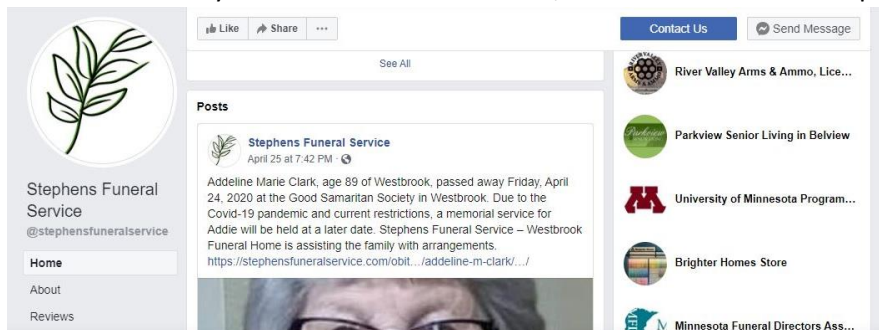 Like
Share
...
Contact Us
Send Message
See All
Posts
Stephens Funeral Service
April 25 at 7:42 PM ·
Addeline Marie Clark, age 89 of Westbrook, passed away Friday, April
24, 2020 at the Good Samaritan Society in Westbrook. Due to the
Covid-19 pandemic and current restrictions, a memorial service for
Addie will be held at a later date. Stephens Funeral Service – Westbrook
Funeral Home is assisting the family with arrangements.
https://stephensfuneralservice.com/obit…/addeline-m-clark/…/
Stephens Funeral
Service
@stephensfuneralservice
Home
About
Reviews
River Valley Arms & Ammo, Lice...
Parkview
Parkview Senior Living in Belview
M
University of Minnesota Program...
Brighter Homes Store
Minnesota Funeral Directors Ass...